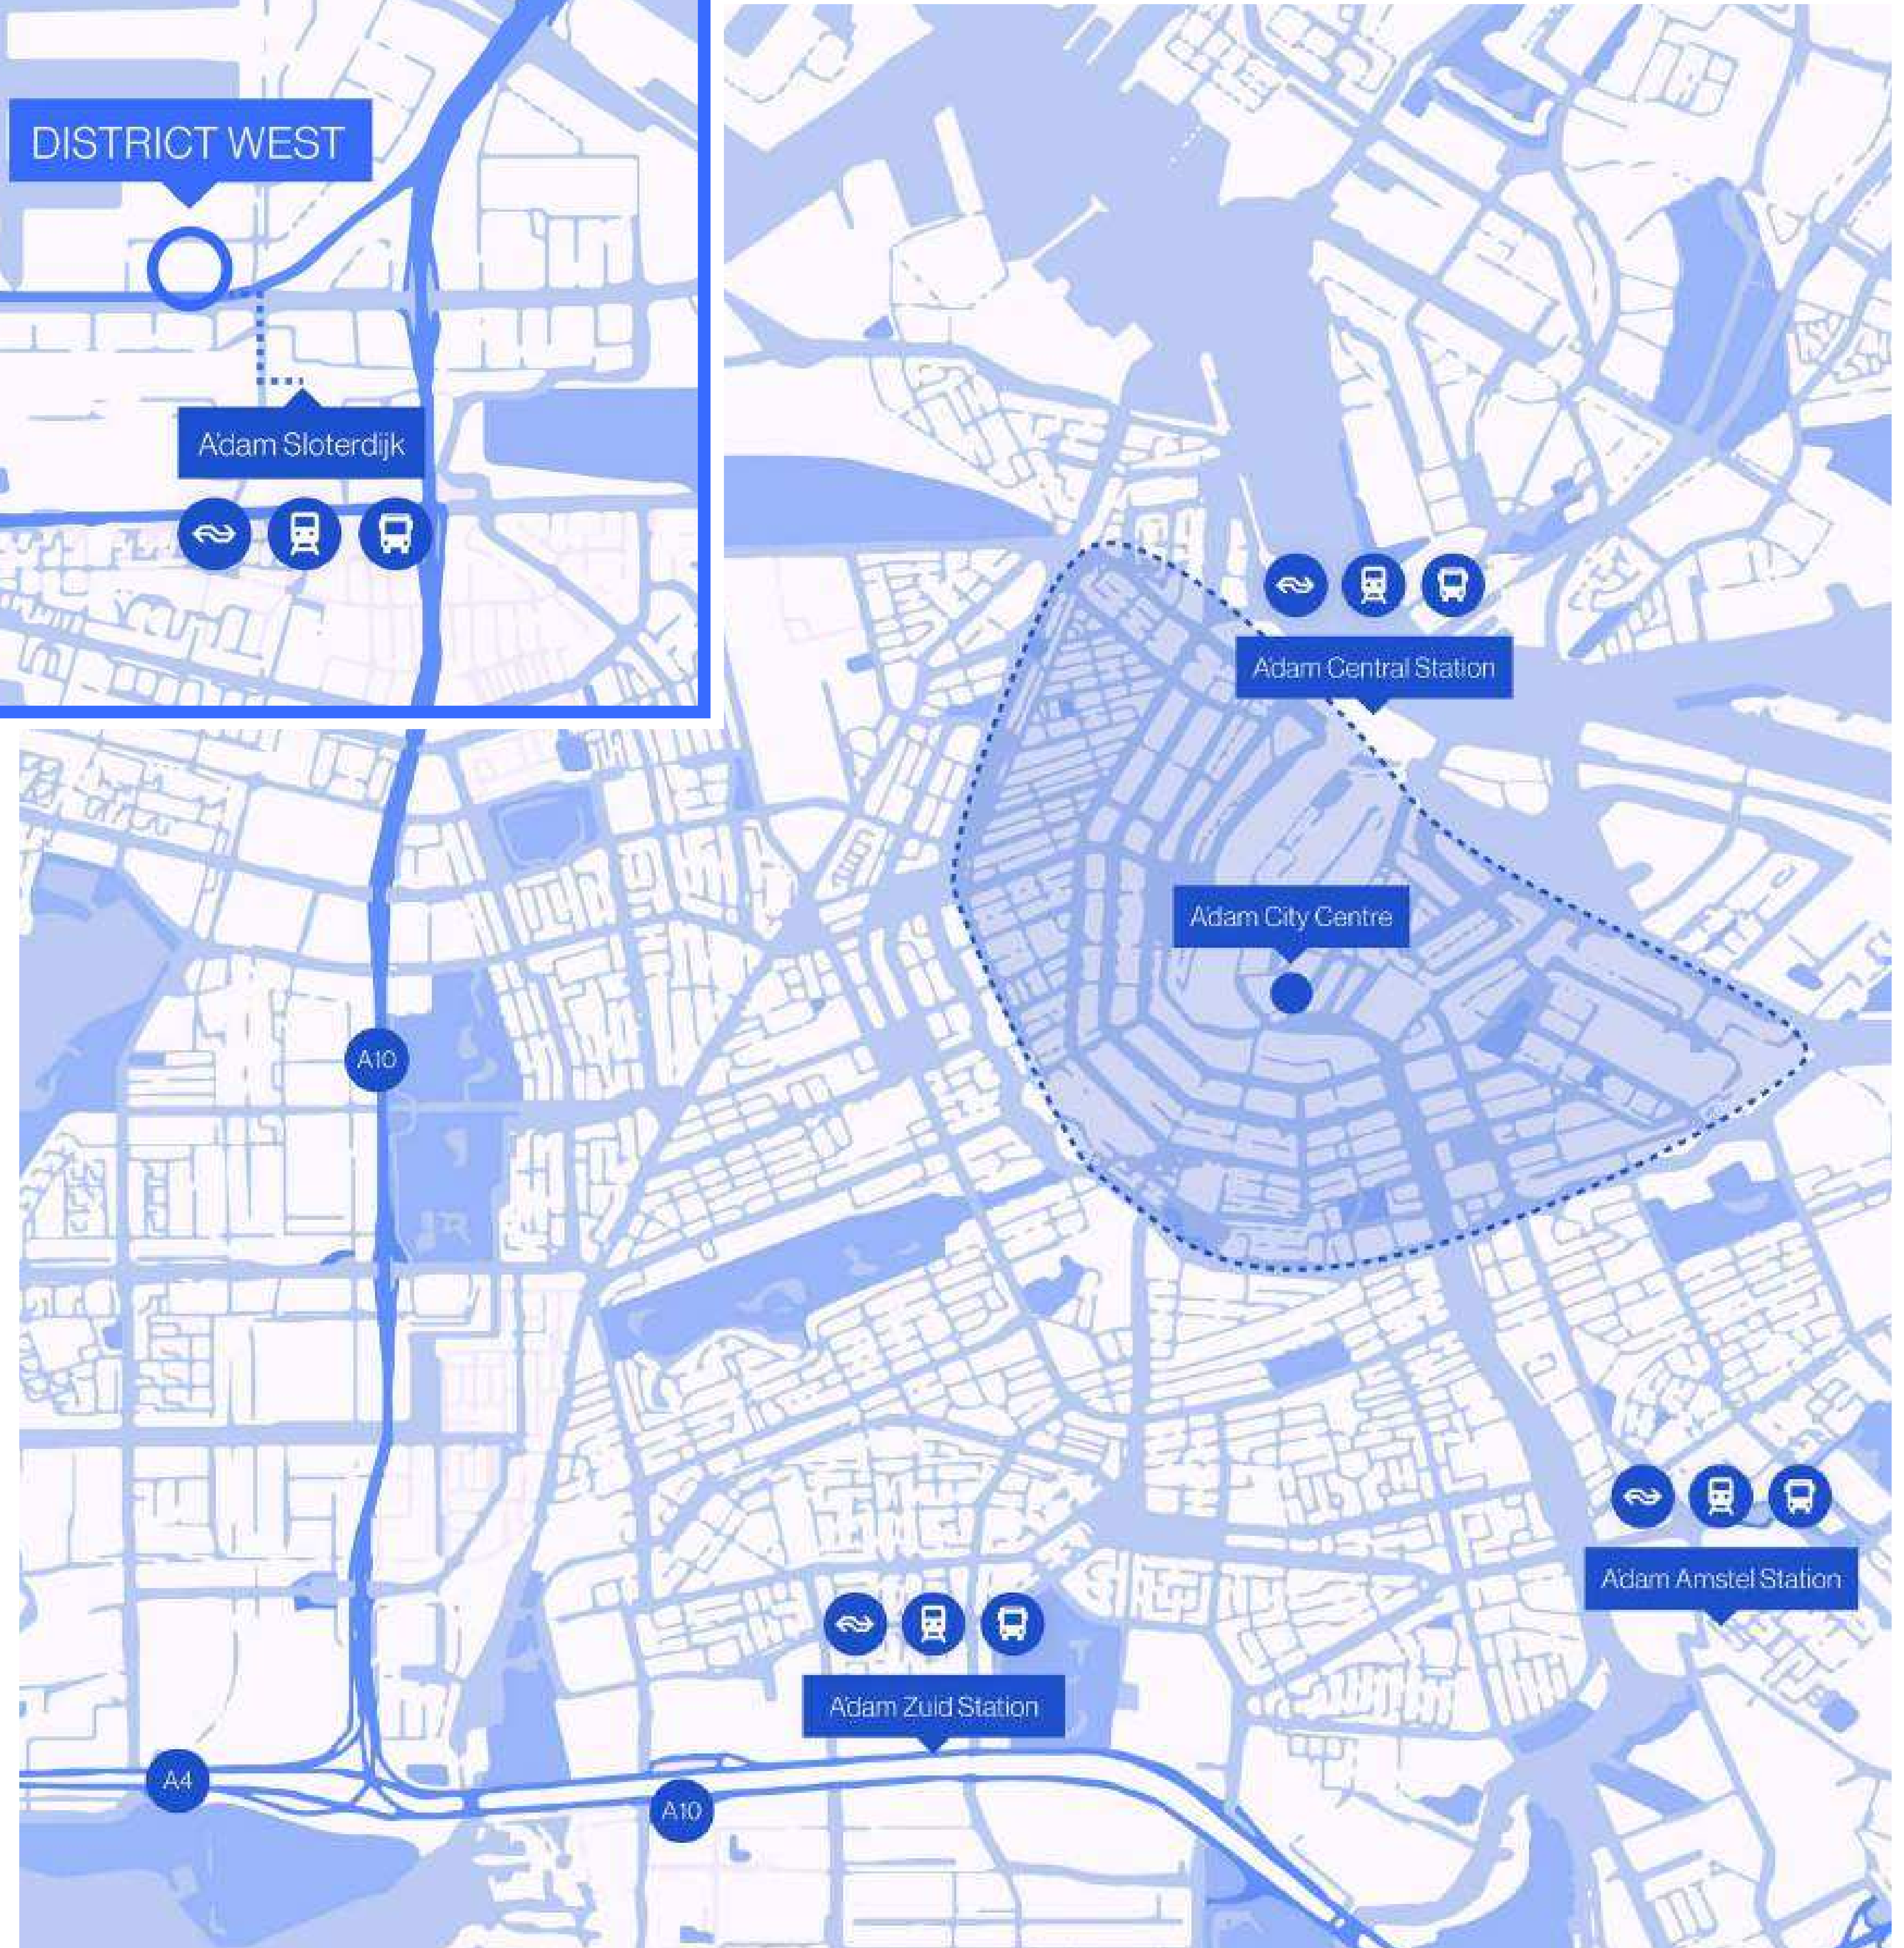 DISTRICT WEST
A'dam Sloterdijk
A'dam Central Station
A'dam City Centre
A10
A'dam Amstel Station
A'dam Zuid Station
A4
A10